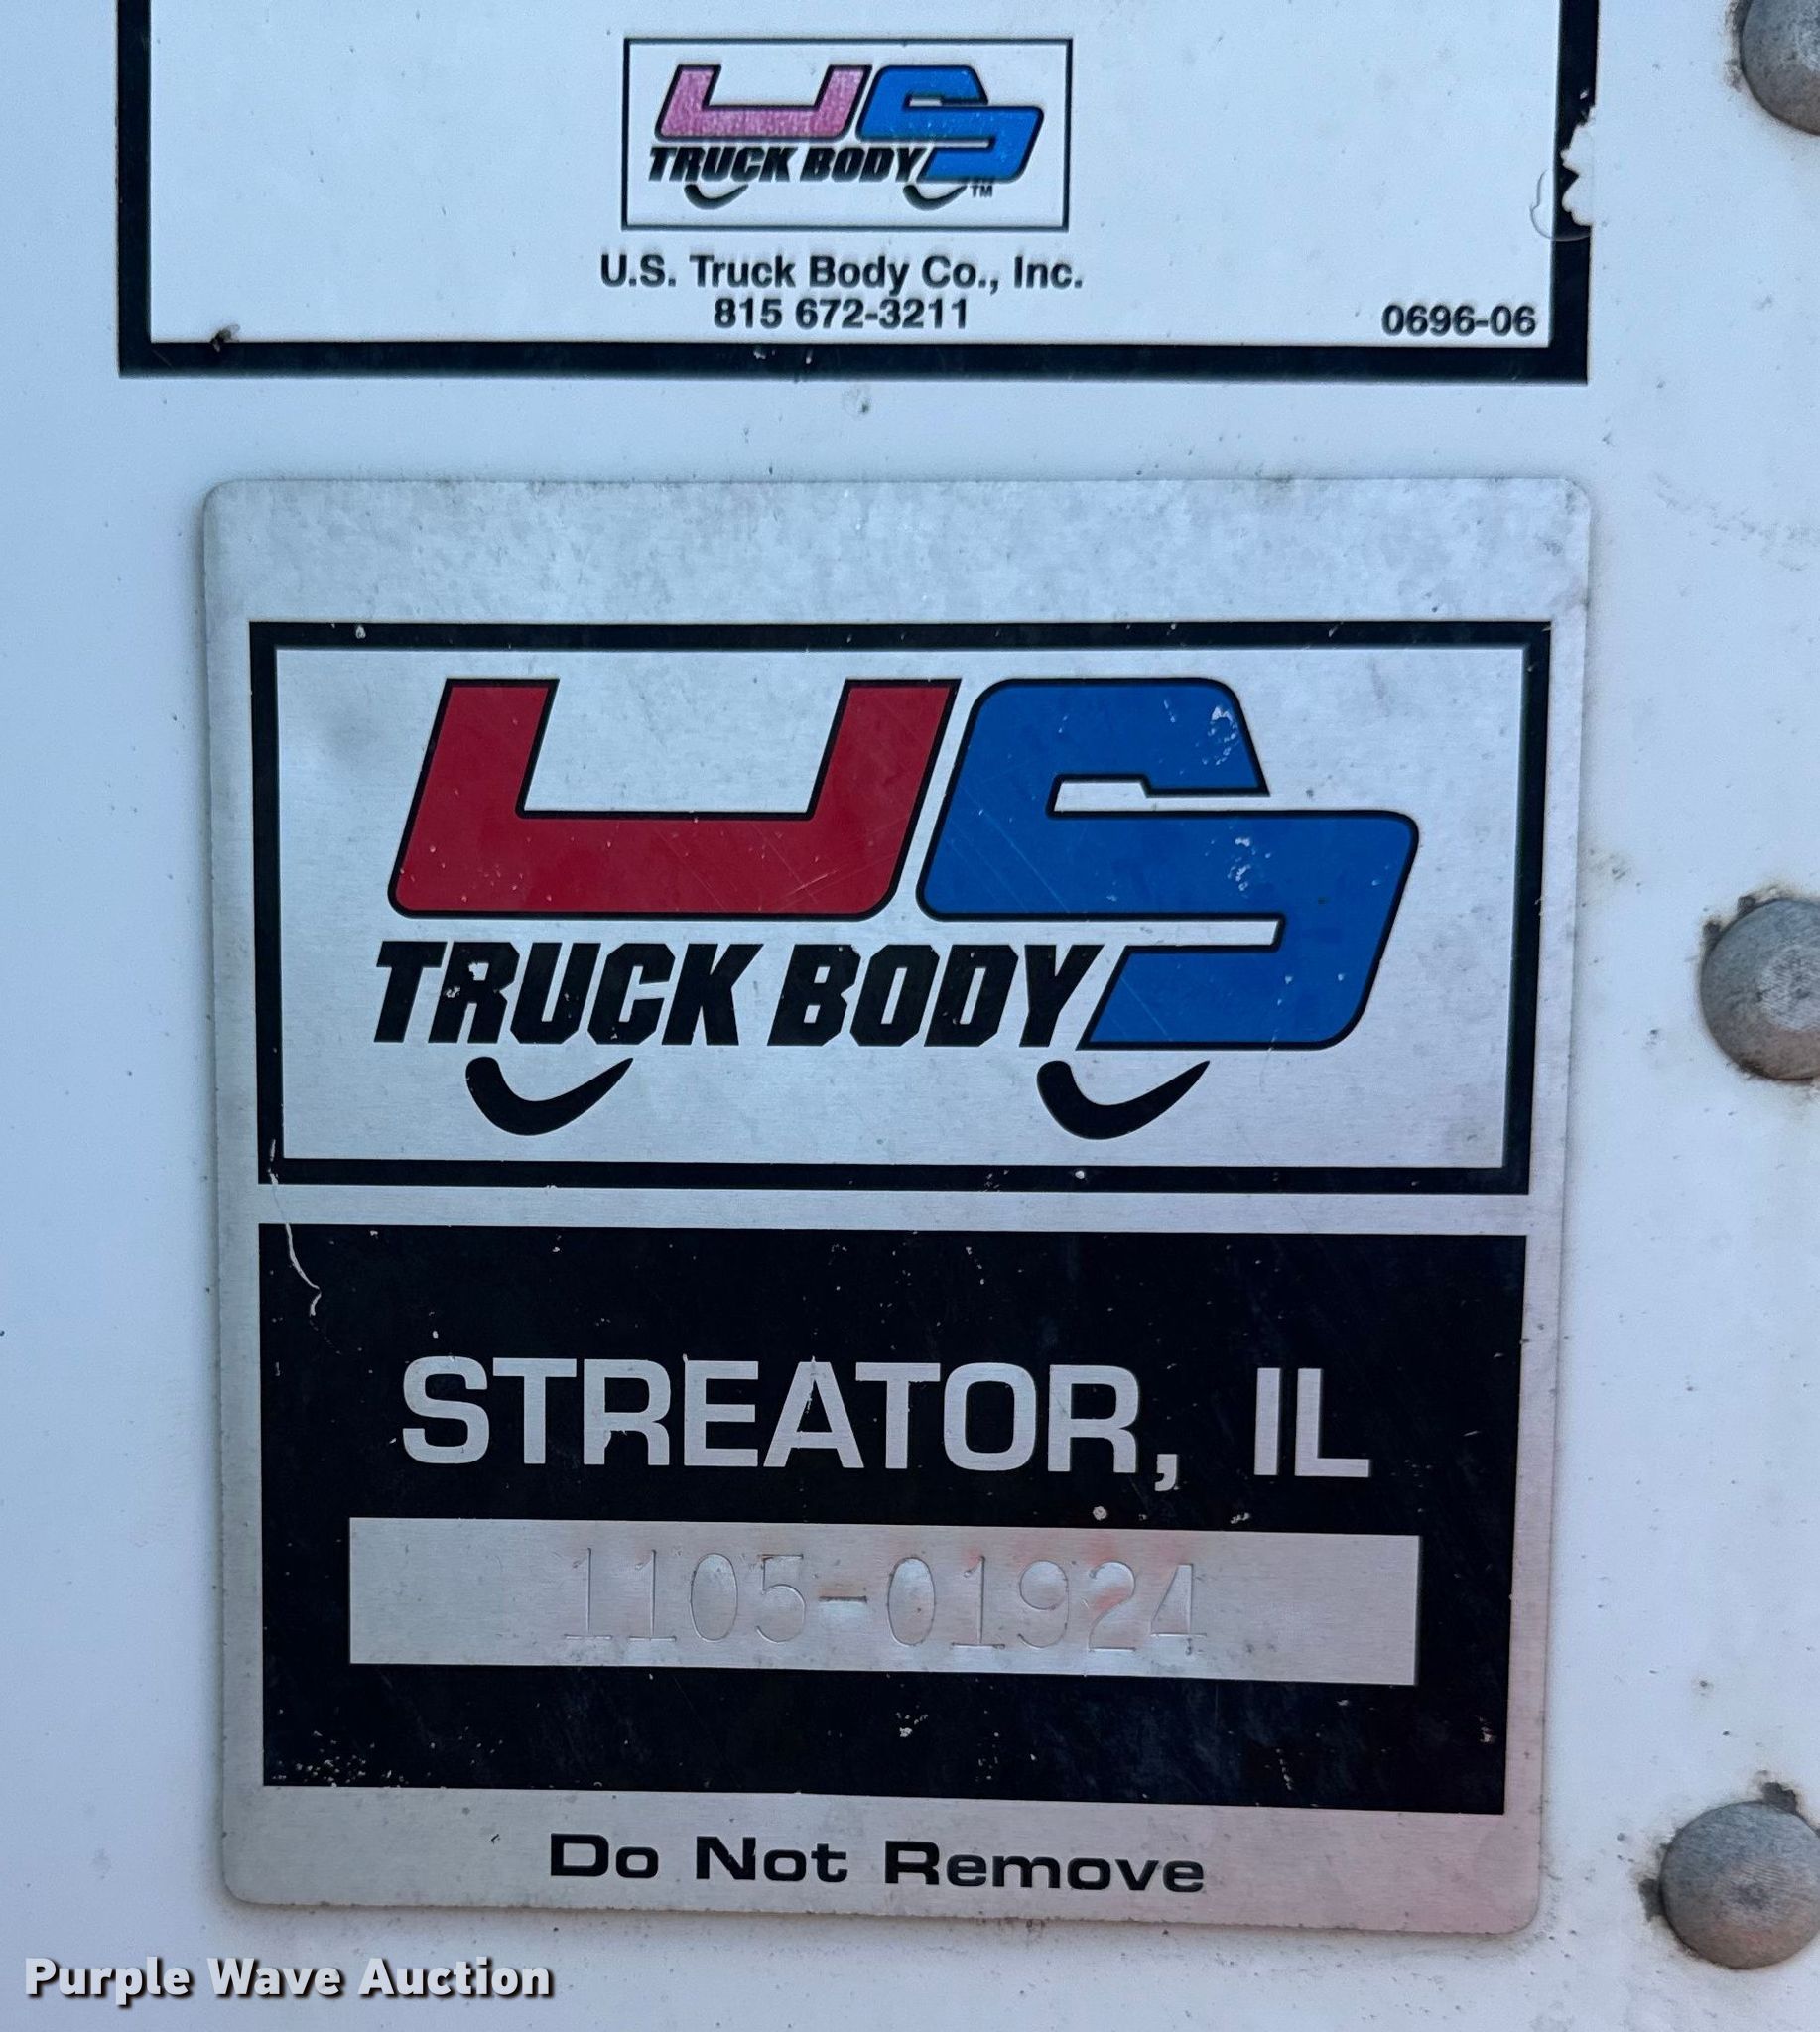 US
TRUCK BODY
TM
U.S. Truck Body Co., Inc.
815 672-3211
0696-06
US
TRUCK BODY
STREATOR, IL
1105-01924
Do Not Remove
Purple Wave Auction